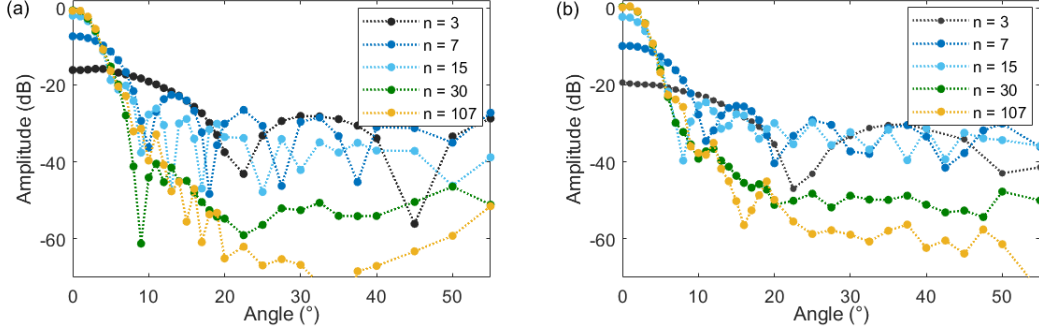 (a)
0
-20
-40
-60
Amplitude (dB)
0 10 20 30 40 50
Angle (°)
n = 3
n = 7
n = 15
n = 30
n = 107
(b)
0
-20
-40
-60
Amplitude (dB)
0 10 20 30 40 50
Angle (°)
n = 3
n = 7
n = 15
n = 30
n = 107